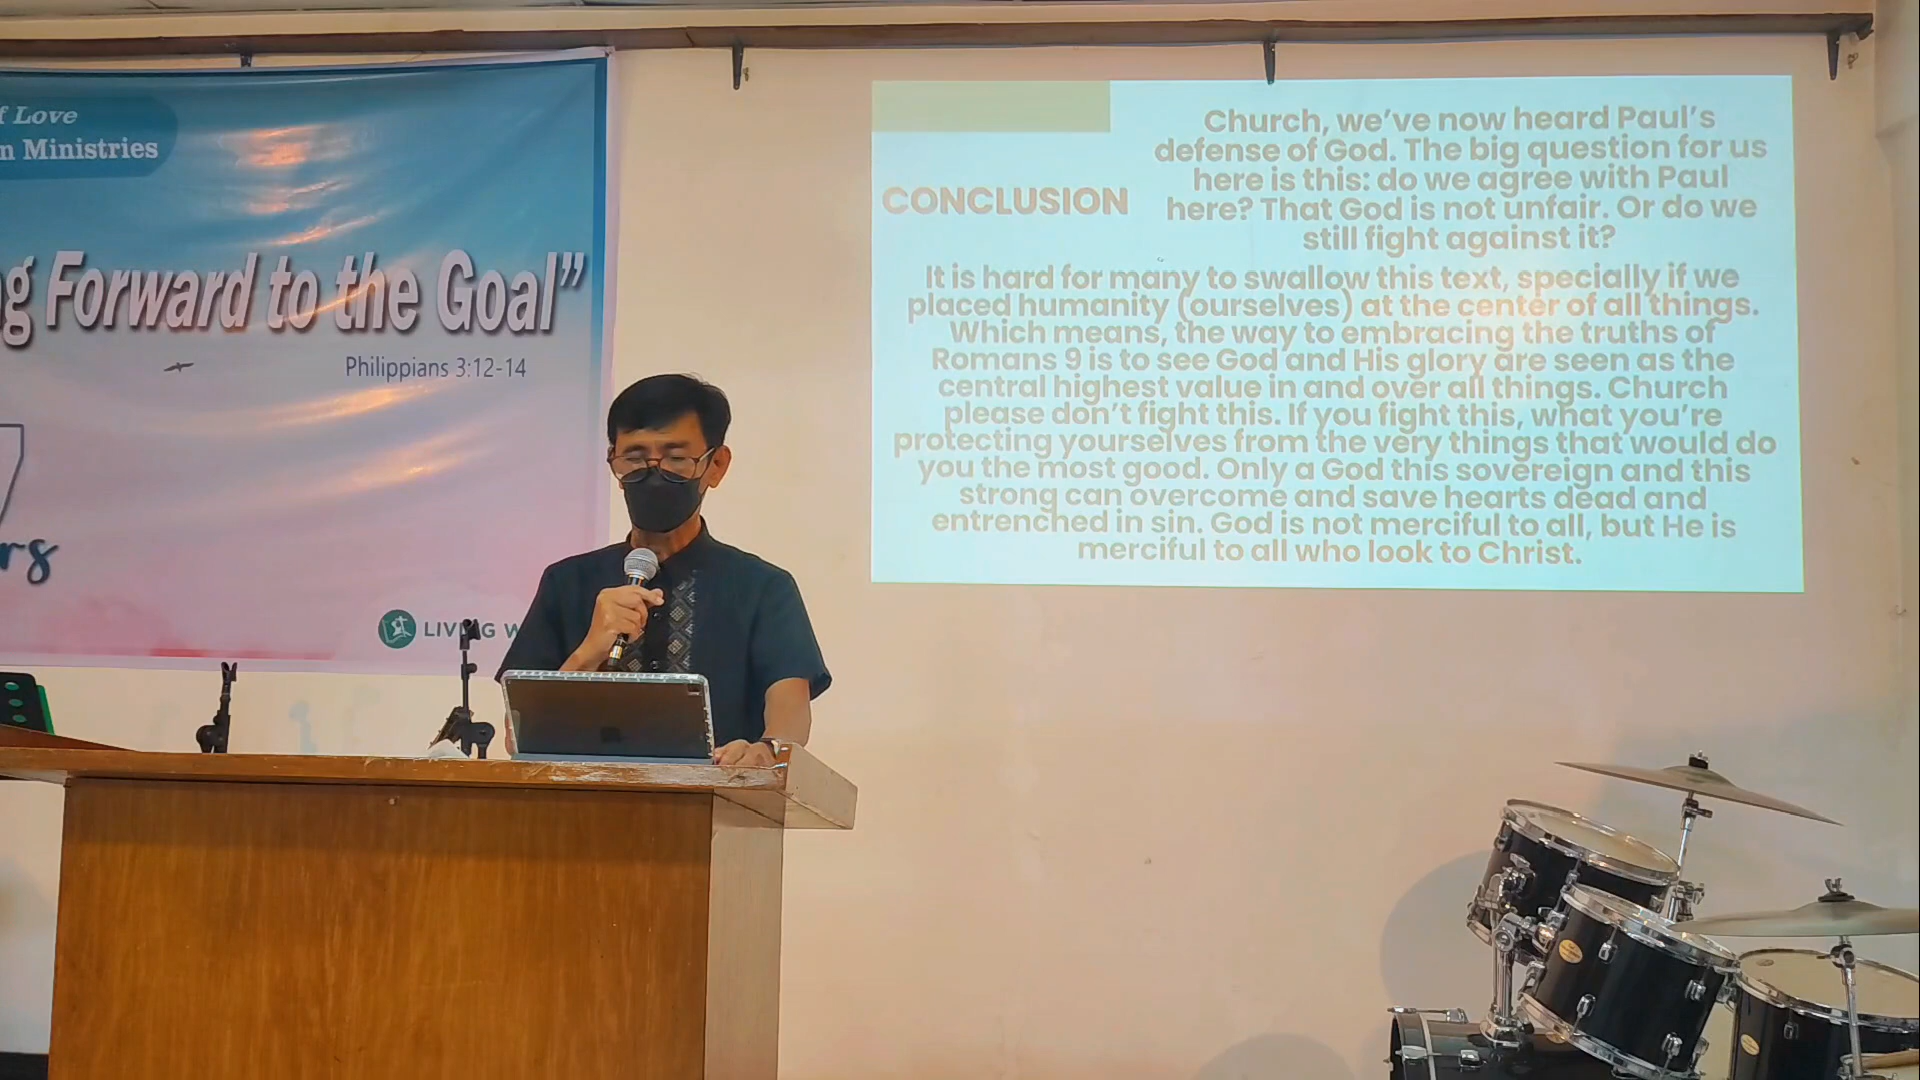 f Love
n Ministries
g Forward to the Goal”
Philippians 3:12-14
rs
LIVING W
CONCLUSION
Church, we’ve now heard Paul’s
defense of God. The big question for us
here is this: do we agree with Paul
here? That God is not unfair. Or do we
still fight against it?
It is hard for many to swallow this text, specially if we
placed humanity (ourselves) at the center of all things.
Which means, the way to embracing the truths of
Romans 9 is to see God and His glory are seen as the
central highest value in and over all things. Church
please don’t fight this. If you fight this, what you’re
protecting yourselves from the very things that would do
you the most good. Only a God this sovereign and this
strong can overcome and save hearts dead and
entrenched in sin. God is not merciful to all, but He is
merciful to all who look to Christ.